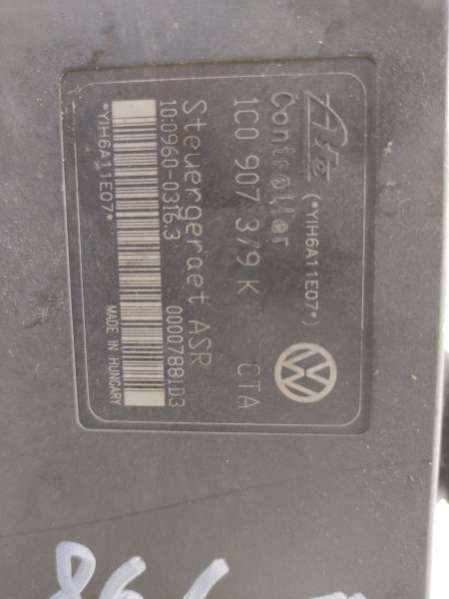 Ate (*YIH6A11E07*)
Controller
1C0 907 379 K CTA
Steuergeraet ASR
10.0960-0316.3 00007881D3
*YIH6A11E07* MADE IN HUNGARY